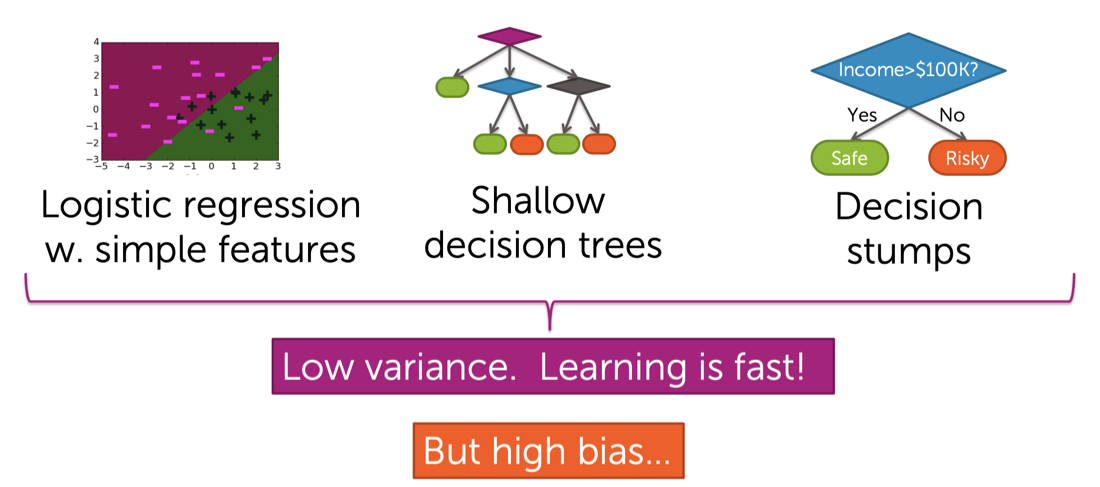 4
3
2
1
0
−1
−2
−3
−5 −4 −3 −2 −1 0 1 2 3
Logistic regression
w. simple features
Shallow
decision trees
Income>$100K?
Yes No
Safe Risky
Decision
stumps
Low variance. Learning is fast!
But high bias...